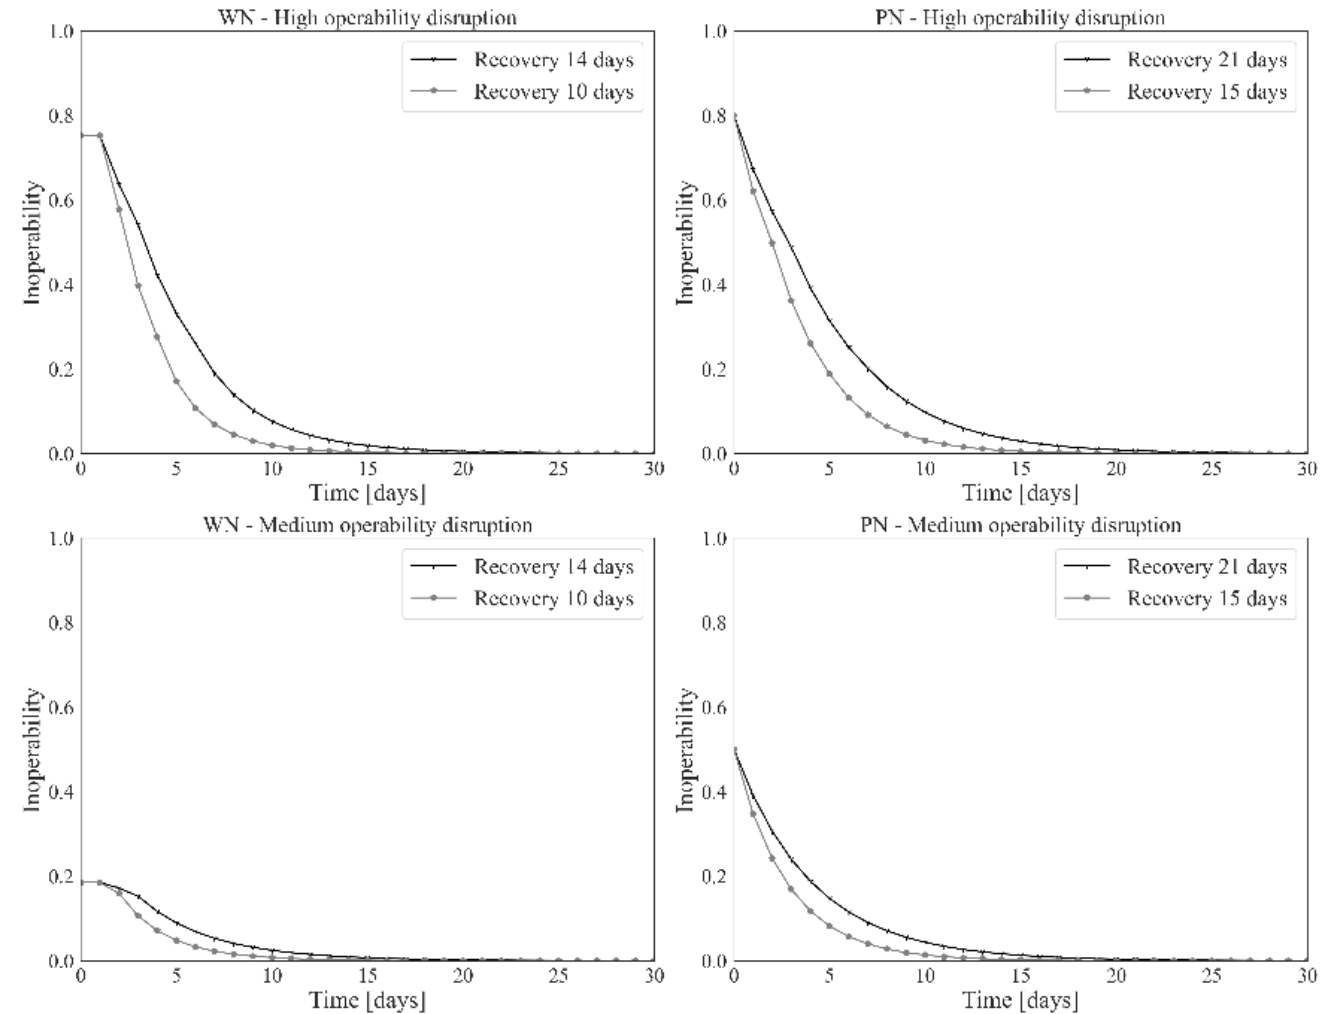 WN - High operability disruption
1.0
0.8
0.6
0.4
0.2
0.0
Inoperability
Recovery 14 days
Recovery 10 days
0 5 10 15 20 25 30
Time [days]
PN - High operability disruption
1.0
0.8
0.6
0.4
0.2
0.0
Inoperability
Recovery 21 days
Recovery 15 days
0 5 10 15 20 25 30
Time [days]
WN - Medium operability disruption
1.0
0.8
0.6
0.4
0.2
0.0
Inoperability
Recovery 14 days
Recovery 10 days
0 5 10 15 20 25 30
Time [days]
PN - Medium operability disruption
1.0
0.8
0.6
0.4
0.2
0.0
Inoperability
Recovery 21 days
Recovery 15 days
0 5 10 15 20 25 30
Time [days]